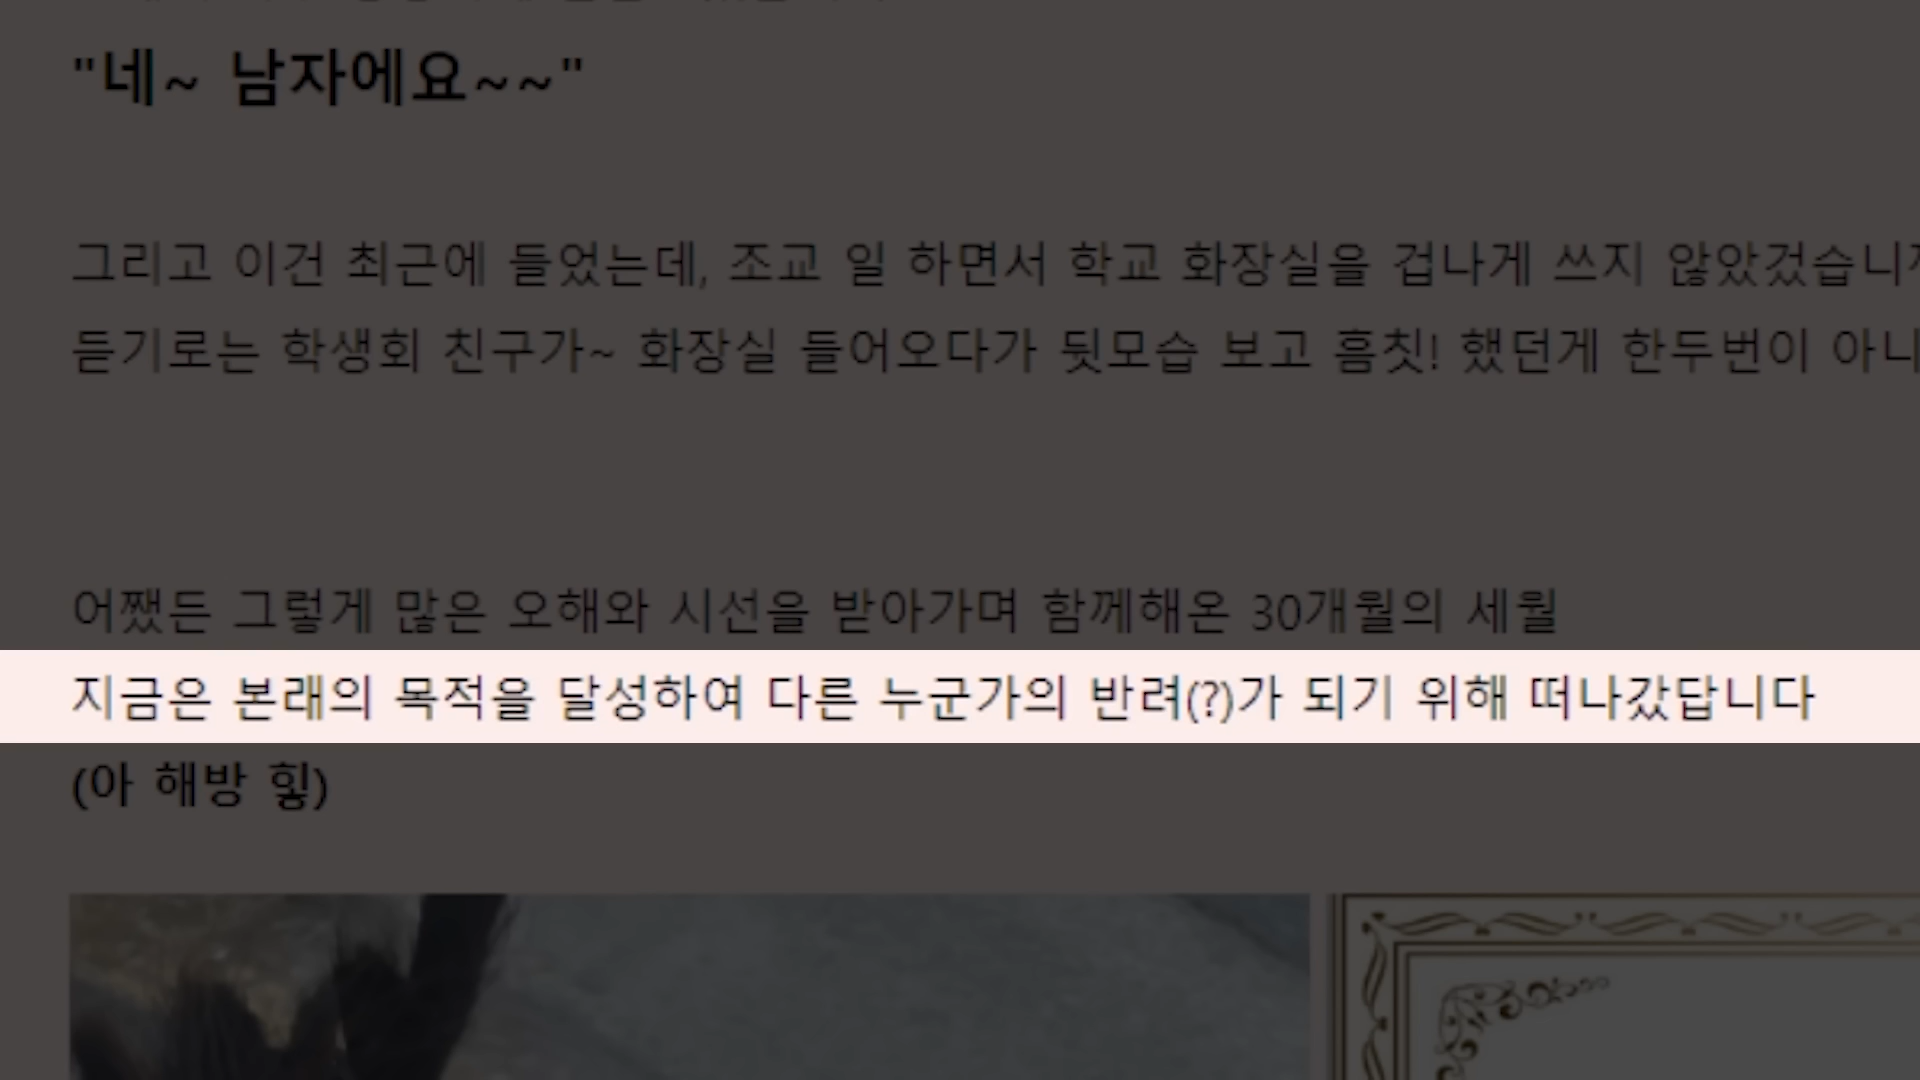 "네~ 남자에요~~"
그리고 이건 최근에 들었는데, 조교 일 하면서 학교 화장실을 겁나게 쓰지 않았겄습니
듣기로는 학생회 친구가~ 화장실 들어오다가 뒷모습 보고 흠칫! 했던게 한두번이 아니
어쨌든 그렇게 많은 오해와 시선을 받아가며 함께해온 30개월의 세월
지금은 본래의 목적을 달성하여 다른 누군가의 반려(?)가 되기 위해 떠나갔답니다
(아 해방 힣)